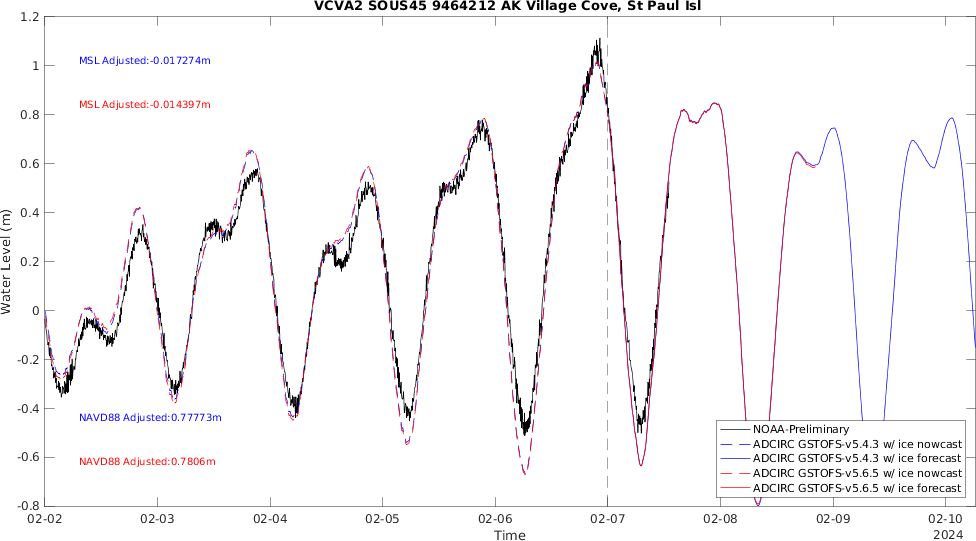 VCVA2 SOUS45 9464212 AK Village Cove, St Paul Isl
1.2
1
0.8
0.6
0.4
0.2
0
-0.2
-0.4
-0.6
-0.8
Water Level (m)
MSL Adjusted:-0.017274m
MSL Adjusted:-0.014397m
NAVD88 Adjusted:0.77773m
NAVD88 Adjusted:0.7806m
NOAA-Preliminary
ADCIRC GSTOFS-v5.4.3 w/ ice nowcast
ADCIRC GSTOFS-v5.4.3 w/ ice forecast
ADCIRC GSTOFS-v5.6.5 w/ ice nowcast
ADCIRC GSTOFS-v5.6.5 w/ ice forecast
02-02 02-03 02-04 02-05 02-06 02-07 02-08 02-09 02-10
Time
2024